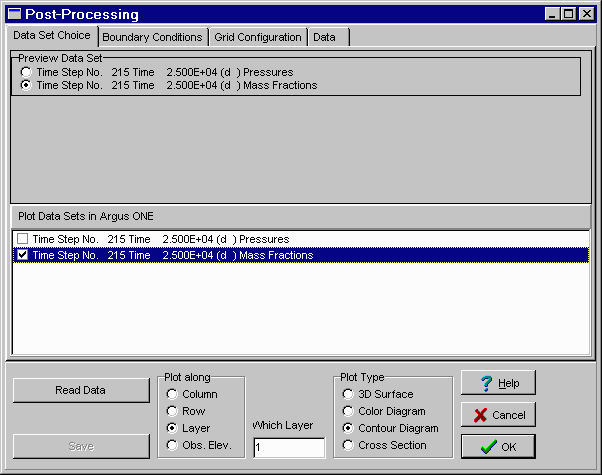 Post-Processing
Data Set Choice Boundary Conditions Grid Configuration Data
Preview Data Set
Time Step No. 215 Time 2.500E+04 (d ) Pressures
Time Step No. 215 Time 2.500E+04 (d ) Mass Fractions
Plot Data Sets in Argus ONE
Time Step No. 215 Time 2.500E+04 (d ) Pressures
Time Step No. 215 Time 2.500E+04 (d ) Mass Fractions
Read Data
Save
Plot along
Column
Row
Layer
Obs. Elev.
Which Layer
1
Plot Type
3D Surface
Color Diagram
Contour Diagram
Cross Section
? Help
Cancel
OK